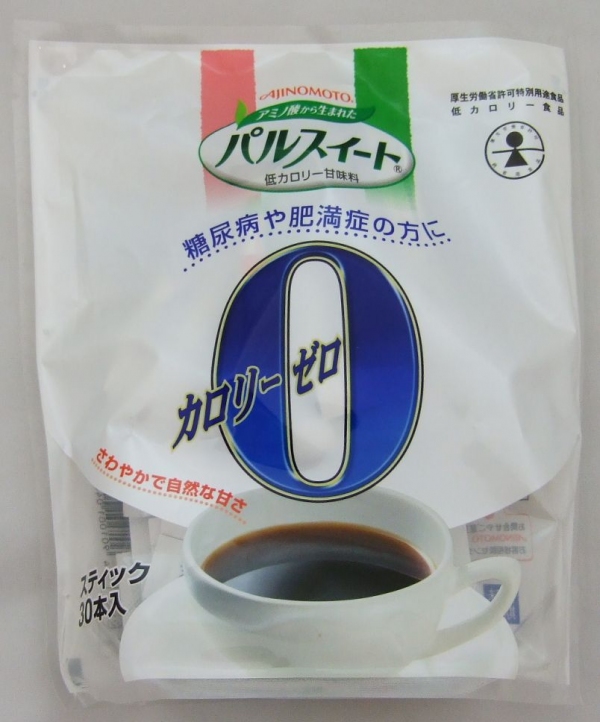 AJINOMOTO®
アミノ酸から生まれた
パルスイート®
低カロリー甘味料
厚生労働省許可特別用途食品
低カロリー食品
糖尿病や肥満症の方に
0
カロリーゼロ
さわやかで自然な甘さ
スティック
30本入
AJINOMOTO